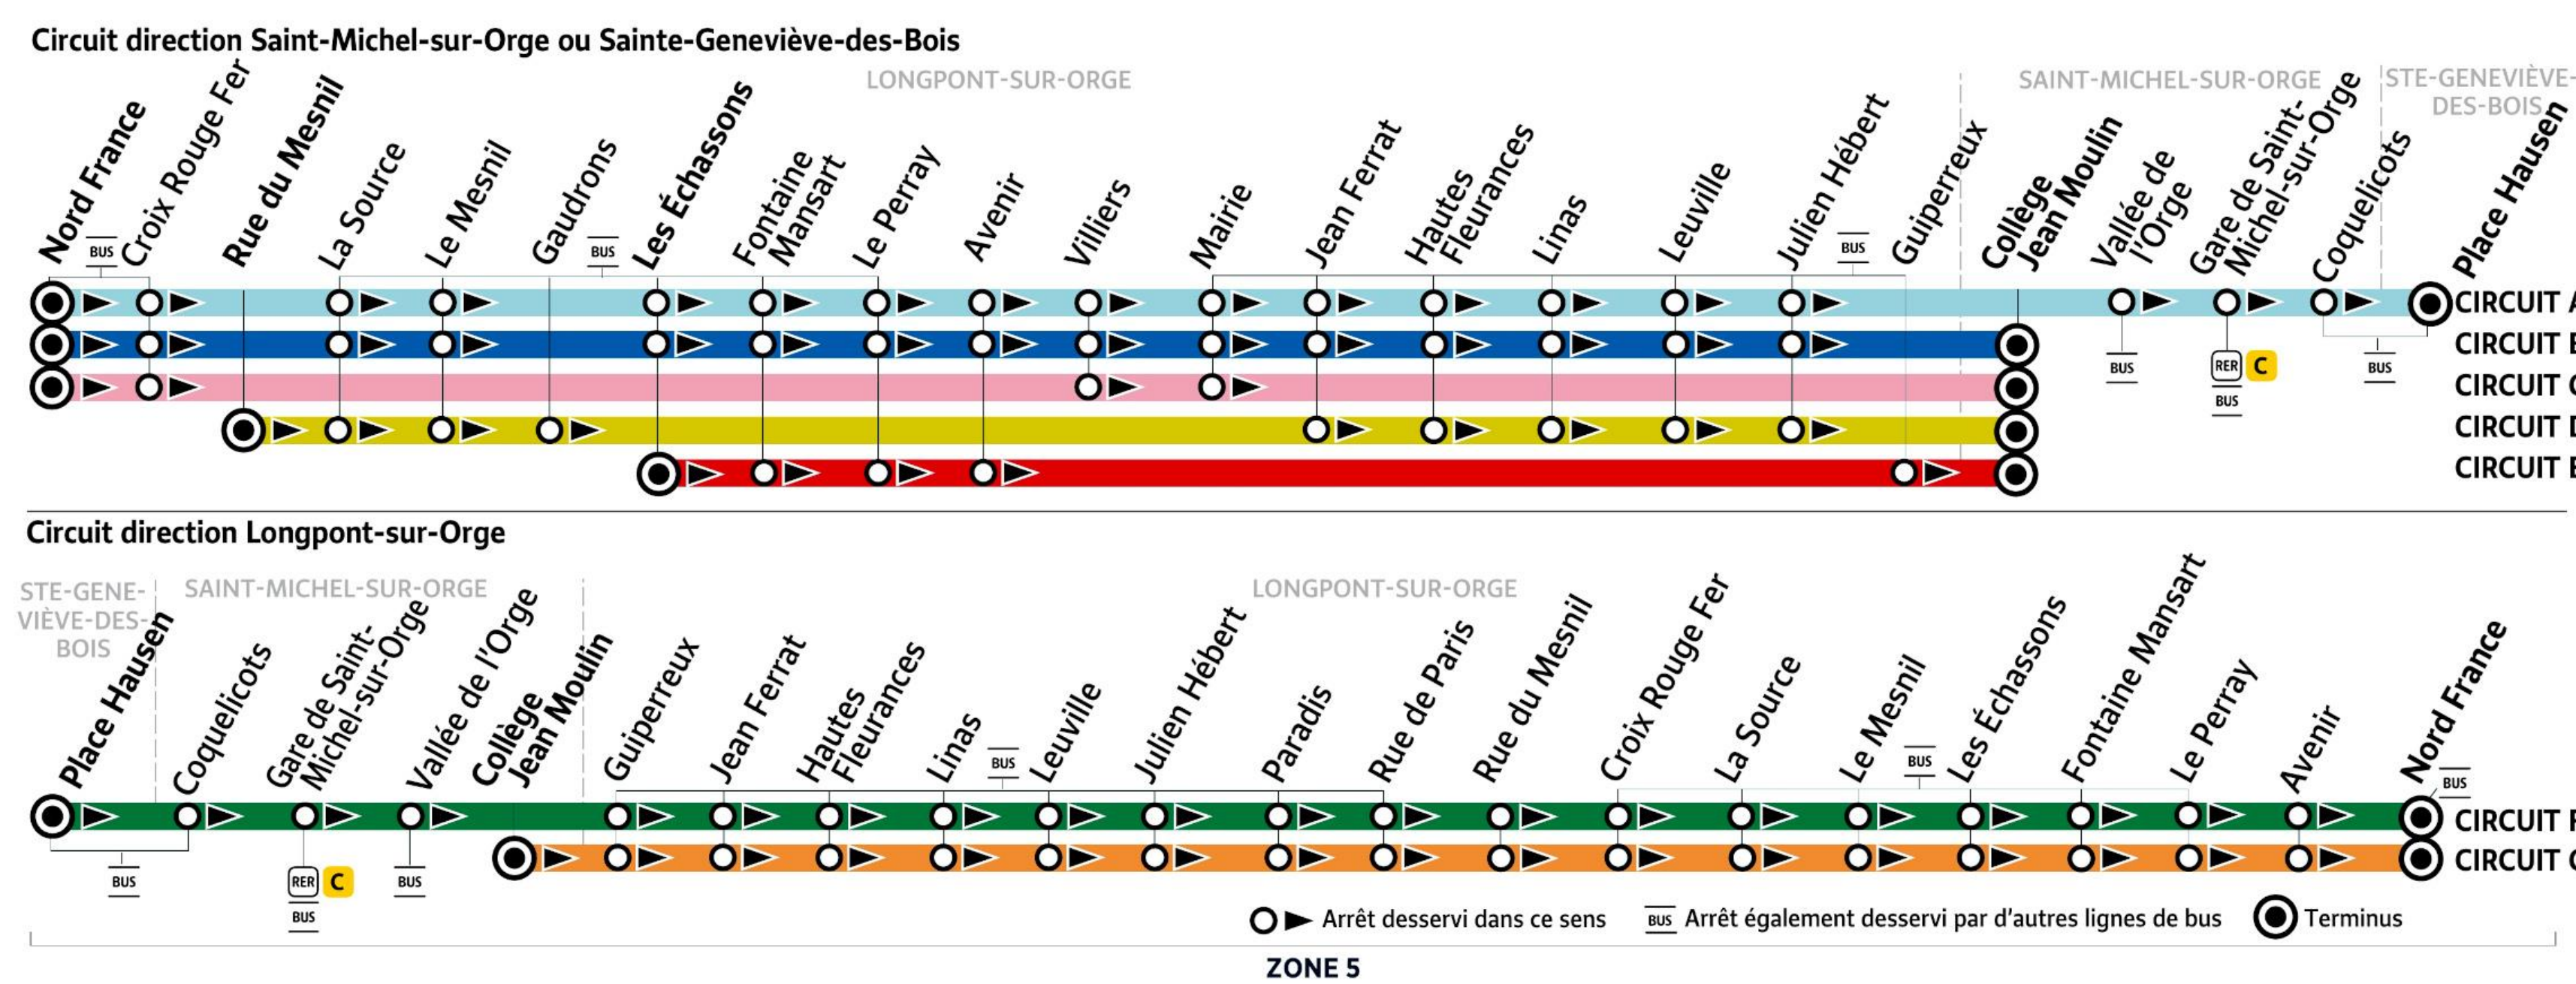 Circuit direction Saint-Michel-sur-Orge ou Sainte-Geneviève-des-Bois
LONGPONT-SUR-ORGE
SAINT-MICHEL-SUR-ORGE
STE-GENEVIÈVE-
DES-BOIS
Nord France
BUS
Croix Rouge Fer
Rue du Mesnil
La Source
Le Mesnil
Gaudrons
BUS
Les Échassons
Fontaine
Mansart
Le Perray
Avenir
Villiers
Mairie
Jean Ferrat
Hautes
Fleurances
Linas
Leuville
Julien Hébert
BUS
Guiperreux
Collège
Jean Moulin
Vallée de
l'Orge
Gare de Saint-
Michel-sur-Orge
Coquelicots
Place Hausen
CIRCUIT A
CIRCUIT B
CIRCUIT C
CIRCUIT D
CIRCUIT E
BUS
RER C
BUS
BUS
Circuit direction Longpont-sur-Orge
STE-GENE-
VIÈVE-DES-
BOIS
SAINT-MICHEL-SUR-ORGE
LONGPONT-SUR-ORGE
Place Hausen
Coquelicots
Gare de Saint-
Michel-sur-Orge
Vallée de l'Orge
Collège
Jean Moulin
Guiperreux
Jean Ferrat
Hautes
Fleurances
Linas
BUS
Leuville
Julien Hébert
Paradis
Rue de Paris
Rue du Mesnil
Croix Rouge Fer
La Source
Le Mesnil
BUS
Les Échassons
Fontaine Mansart
Le Perray
Avenir
Nord France
BUS
CIRCUIT F
CIRCUIT G
BUS
RER C
BUS
BUS
Arrêt desservi dans ce sens
BUS Arrêt également desservi par d'autres lignes de bus
Terminus
ZONE 5